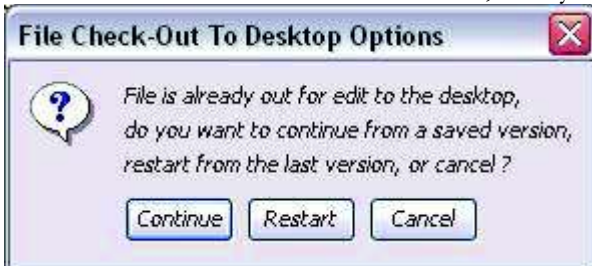 File Check-Out To Desktop Options
File is already out for edit to the desktop,
do you want to continue from a saved version,
restart from the last version, or cancel ?
Continue Restart Cancel